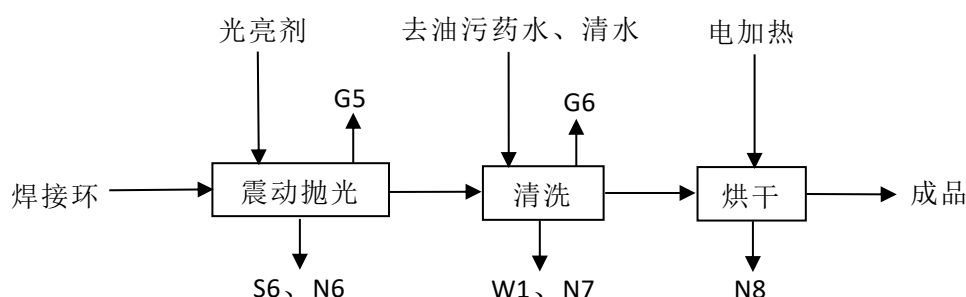 光亮剂
去油污药水、清水
电加热
G5
G6
焊接环
震动抛光
清洗
烘干
成品
S6、N6
W1、N7
N8